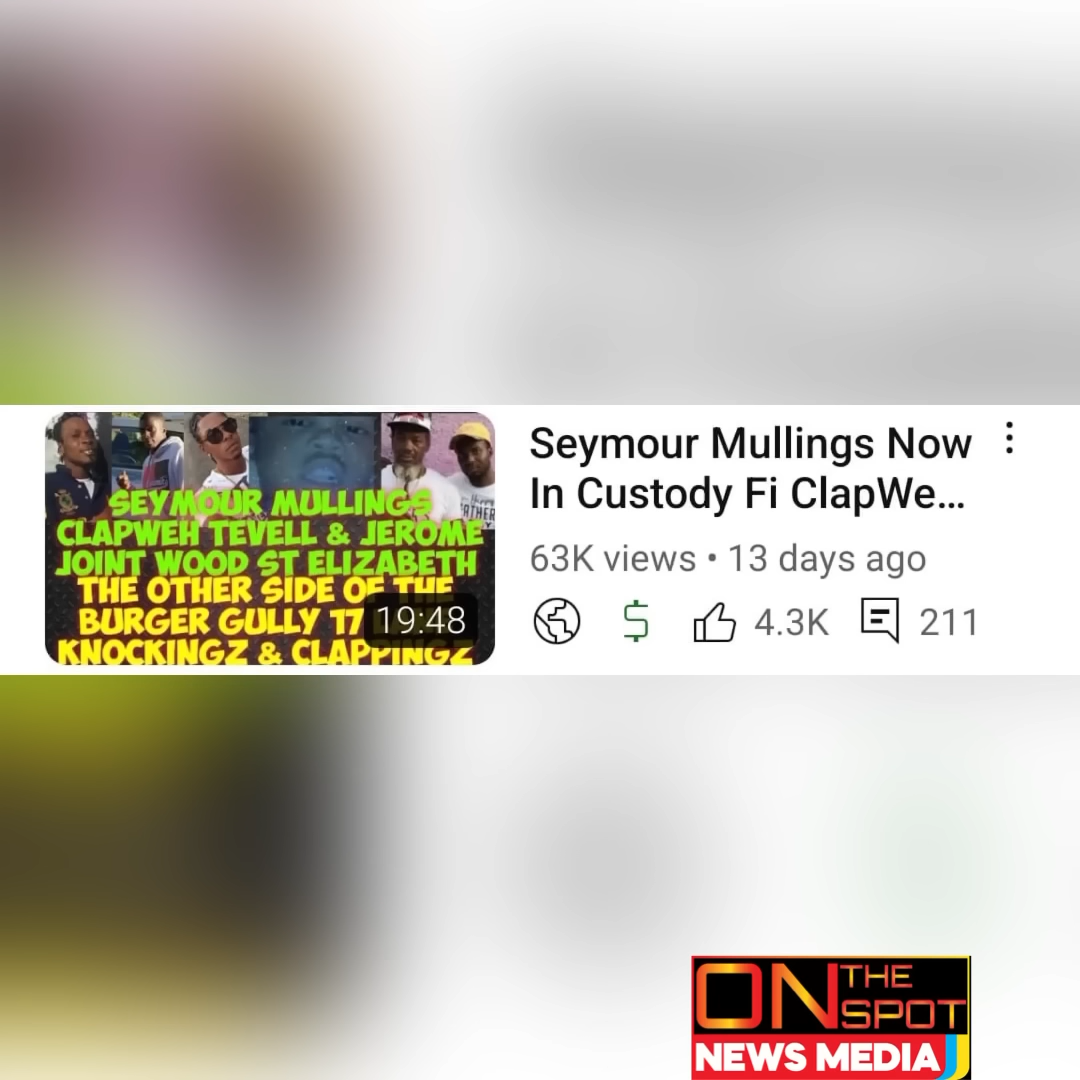 SEYMOUR MULLINGS
CLAPWEH TEVELL & JEROME
JOINT WOOD ST ELIZABETH
THE OTHER SIDE OF THE
BURGER GULLY 17
KNOCKINGZ & CLAPPINGZ
19:48
Seymour Mullings Now
In Custody Fi ClapWe...
63K views • 13 days ago
4.3K 211
ON THE SPOT
NEWS MEDIA